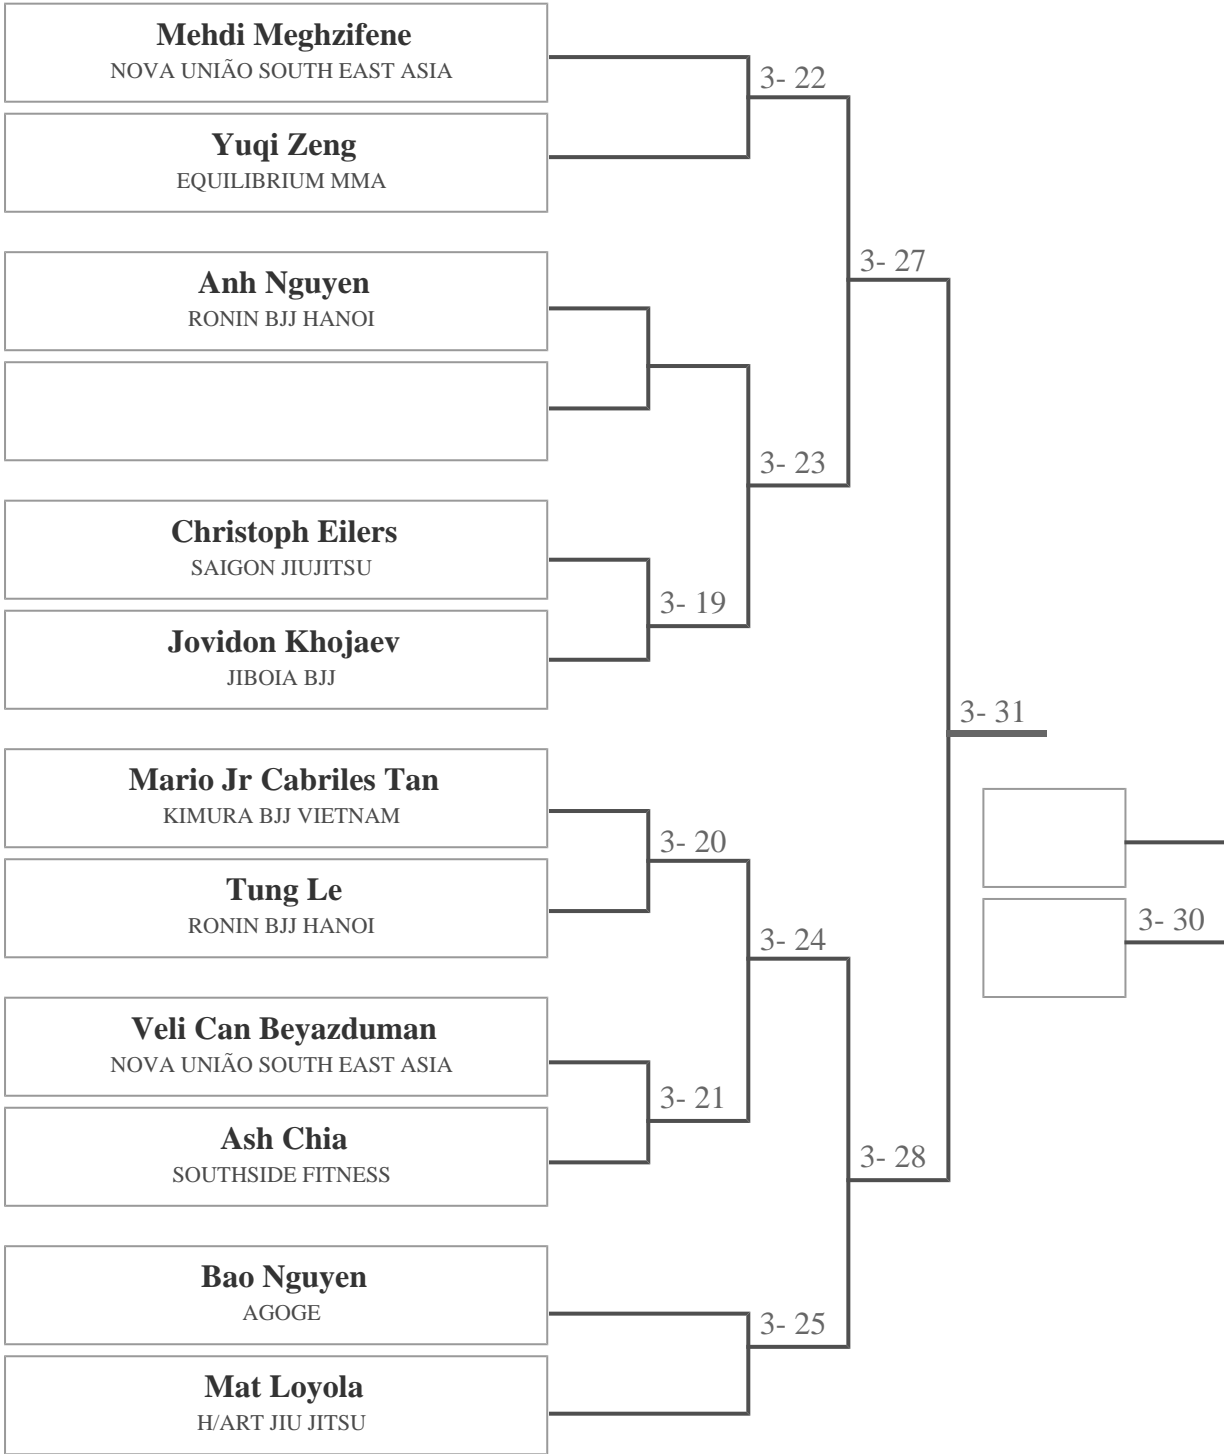 Mehdi Meghzifene
NOVA UNIÃO SOUTH EAST ASIA
3- 22
Yuqi Zeng
EQUILIBRIUM MMA
3- 27
Anh Nguyen
RONIN BJJ HANOI
3- 23
Christoph Eilers
SAIGON JIUJITSU
3- 19
Jovidon Khojaev
JIBOIA BJJ
3- 31
Mario Jr Cabriles Tan
KIMURA BJJ VIETNAM
3- 20
Tung Le
RONIN BJJ HANOI
3- 30
3- 24
Veli Can Beyazduman
NOVA UNIÃO SOUTH EAST ASIA
3- 21
Ash Chia
SOUTHSIDE FITNESS
3- 28
Bao Nguyen
AGOGE
3- 25
Mat Loyola
H/ART JIU JITSU